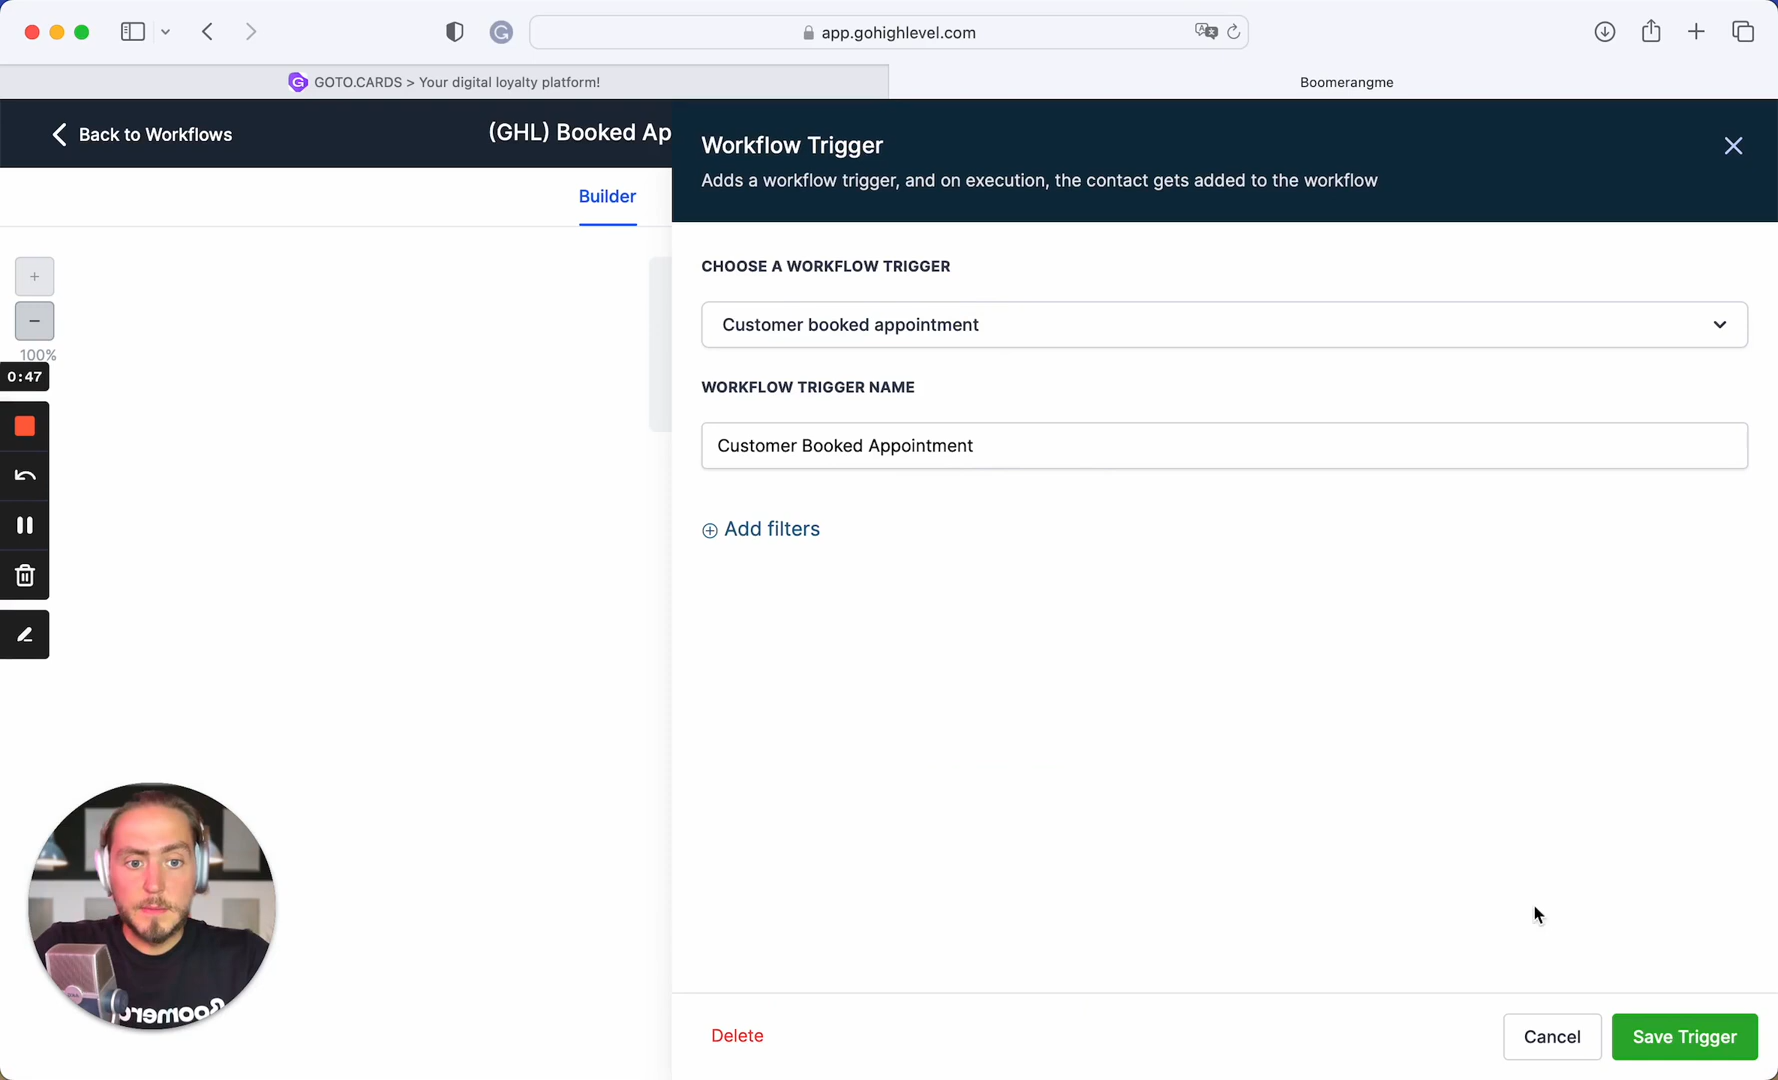 app.gohighlevel.com
GOTO.CARDS > Your digital loyalty platform!
Boomerangme
Back to Workflows
(GHL) Booked Ap
Workflow Trigger
Adds a workflow trigger, and on execution, the contact gets added to the workflow
Builder
CHOOSE A WORKFLOW TRIGGER
Customer booked appointment
100%
0:47
WORKFLOW TRIGGER NAME
Customer Booked Appointment
Add filters
Delete
Cancel
Save Trigger